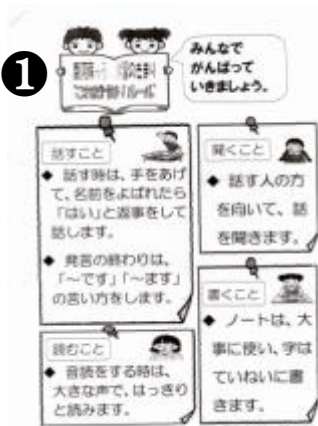 ❶
みんなで
がんばって
いきましょう。
話すこと
◆ 話す時は、手をあげ
て、名前をよばれたら
「はい」と返事をして
話します。
◆ 発言の終わりは、
「～です」「～ます」
の言い方をします。
聞くこと
◆ 話す人の方
を向いて、話
を聞きます。
読むこと
◆ 音読をする時は、
大きな声で、はっきり
と読みます。
書くこと
◆ ノートは、大
事に使い、字は
ていねいに書
きます。